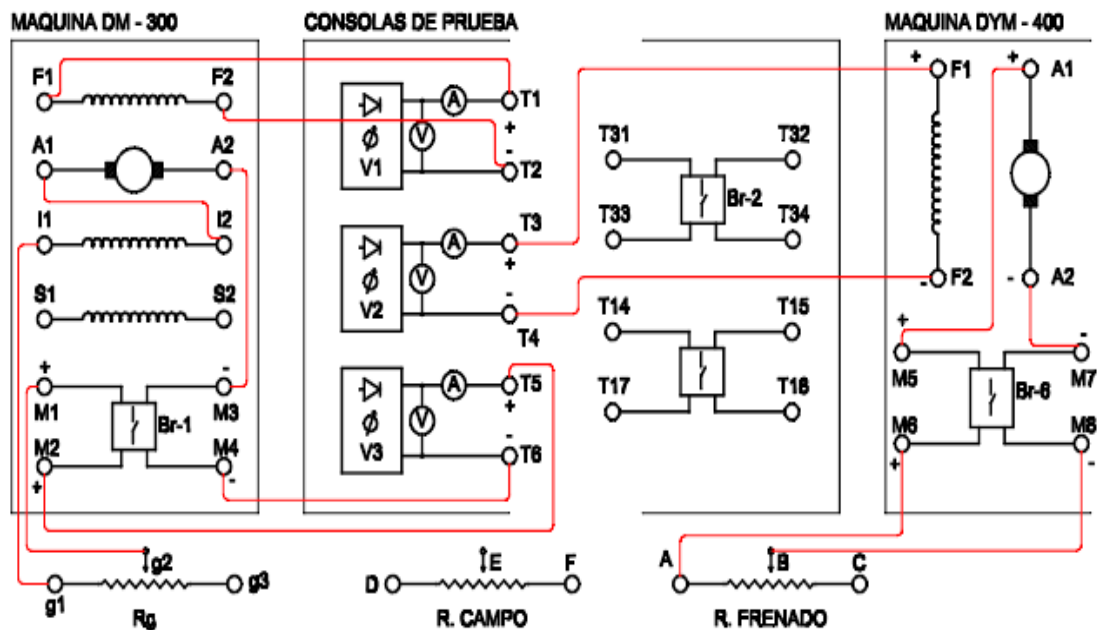 MAQUINA DM - 300
CONSOLAS DE PRUEBA
MAQUINA DYM - 400
F1 F2
A1 A2
I1 I2
S1 S2
+ -
M1 M3
Br-1
M2 M4
+ -
A T1
V +
ϕ -
V1 T2
T3
A +
V
ϕ -
V2 T4
A T5
V +
ϕ -
V3 T6
T31 T32
Br-2
T33 T34
T14 T15
T17 T18
+ F1 + A1
- F2 - A2
+ -
M5 M7
Br-6
M6 M8
+ -
g2
g1 g3
Rg
E
D F
R. CAMPO
A B C
R. FRENADO